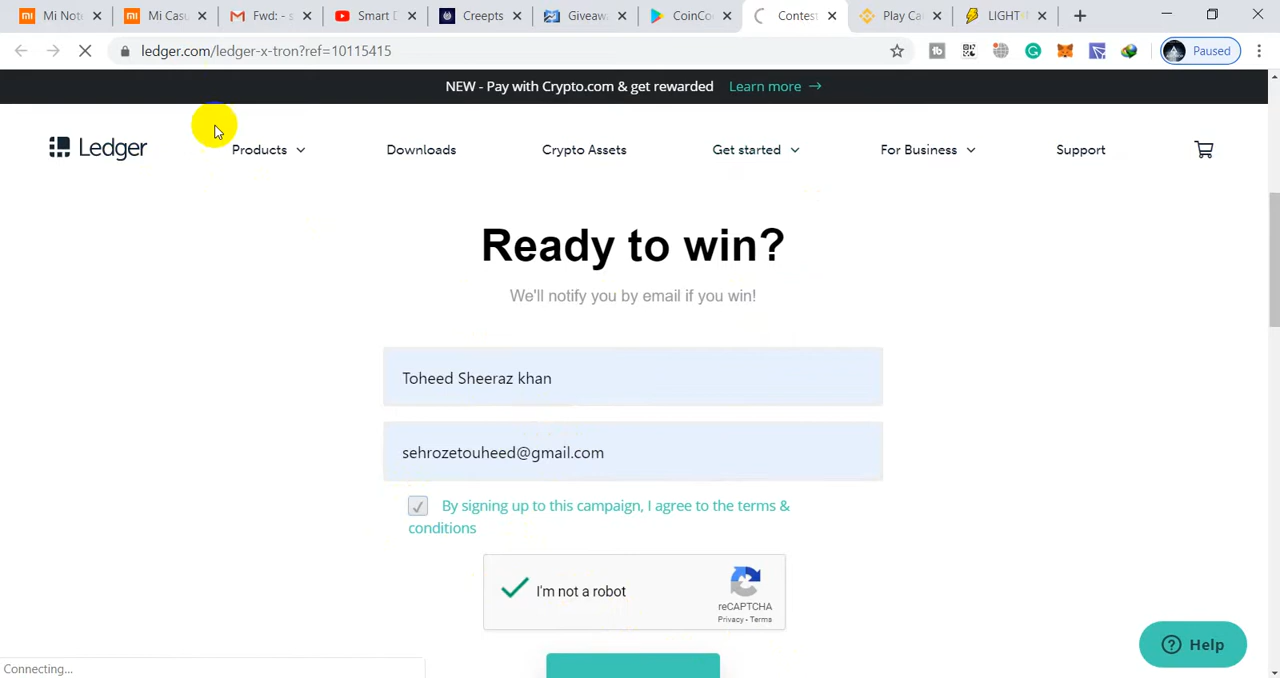 Mi Not
Mi Casu
Fwd: - s
Smart D
Creepts
Giveaw
CoinCo
Contest
Play Cal
LIGHT
ledger.com/ledger-x-tron?ref=10115415
Paused
NEW - Pay with Crypto.com & get rewarded Learn more →
Ledger
Products
Downloads
Crypto Assets
Get started
For Business
Support
Ready to win?
We'll notify you by email if you win!
Toheed Sheeraz khan
sehrozetouheed@gmail.com
By signing up to this campaign, I agree to the terms &
conditions
I'm not a robot
reCAPTCHA
Privacy - Terms
Help
Connecting...